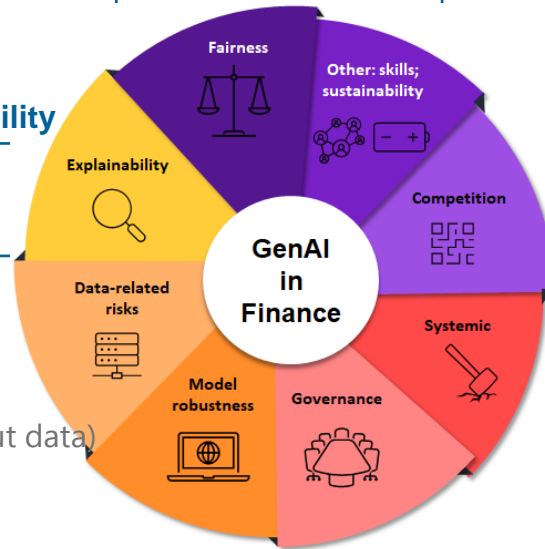 Fairness
Other: skills;
sustainability
ility
Explainability
Competition
GenAI
in
Finance
Data-related
risks
Systemic
Model
robustness
Governance
ut data)